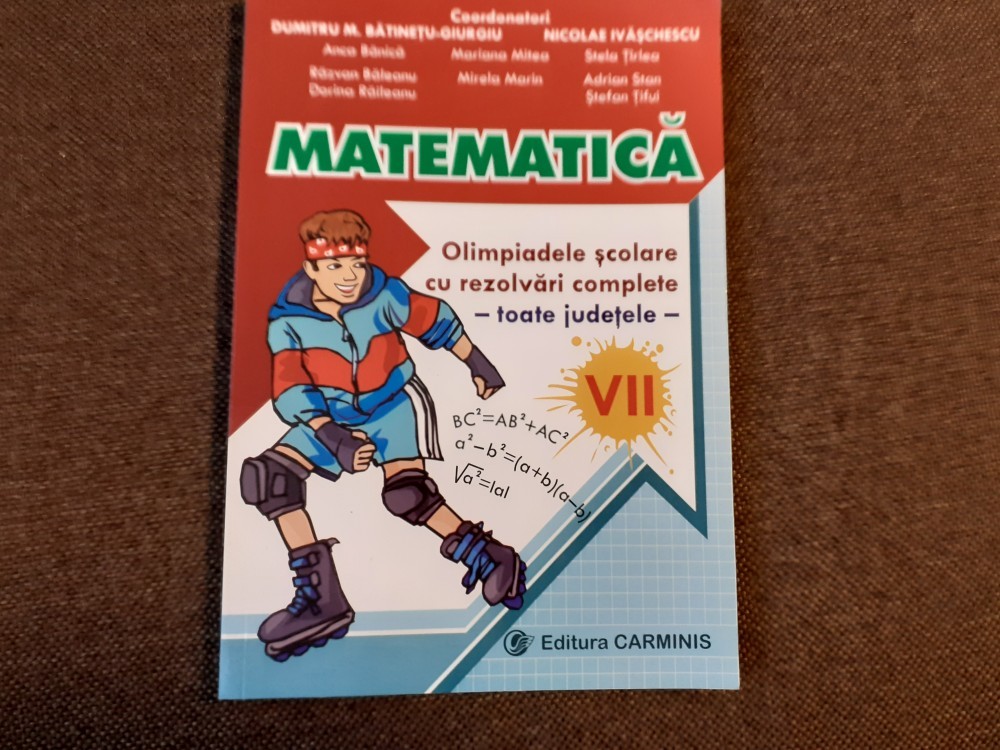 Coordonatori
DUMITRU M. BĂTINEȚU-GIURGIU NICOLAE IVĂȘCHESCU
Anca Bănică Mariana Mitea Stela Țirlea
Răzvan Băleanu Mirela Marin Adrian Stan
Dorina Răileanu Ștefan Țiful
MATEMATICĂ
Olimpiadele școlare
cu rezolvări complete
– toate județele –
VII
BC²=AB²+AC²
a²−b²=(a+b)(a−b)
√a²=|a|
Editura CARMINIS